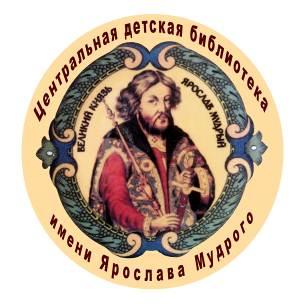 Центральная детская библиотека
ВЕЛИКИЙ КНЯЗЬ
ЯРОСЛАВ МУДРЫЙ
имени Ярослава Мудрого